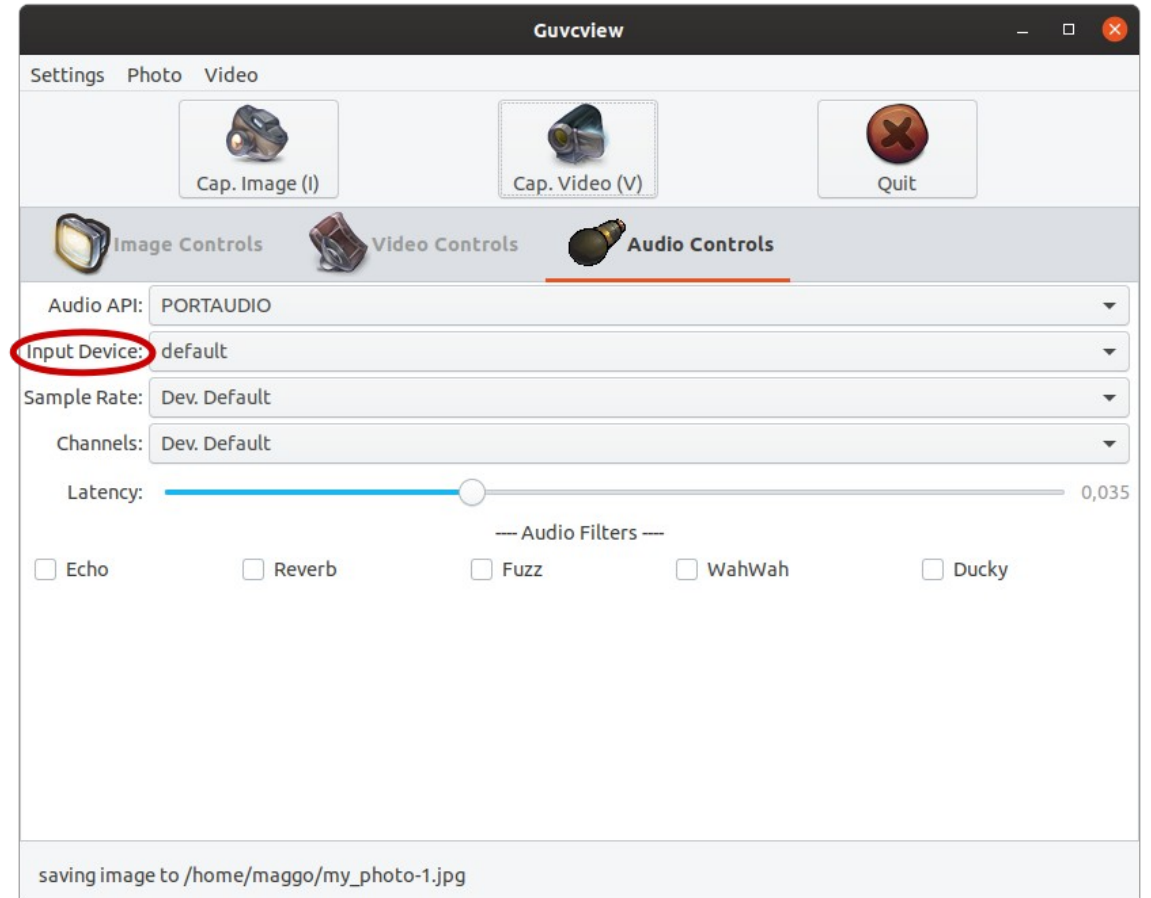 Guvcview
Settings Photo Video
Cap. Image (I) Cap. Video (V) Quit
Image Controls Video Controls Audio Controls
Audio API: PORTAUDIO
Input Device: default
Sample Rate: Dev. Default
Channels: Dev. Default
Latency: 0,035
---- Audio Filters ----
Echo Reverb Fuzz WahWah Ducky
saving image to /home/maggo/my_photo-1.jpg